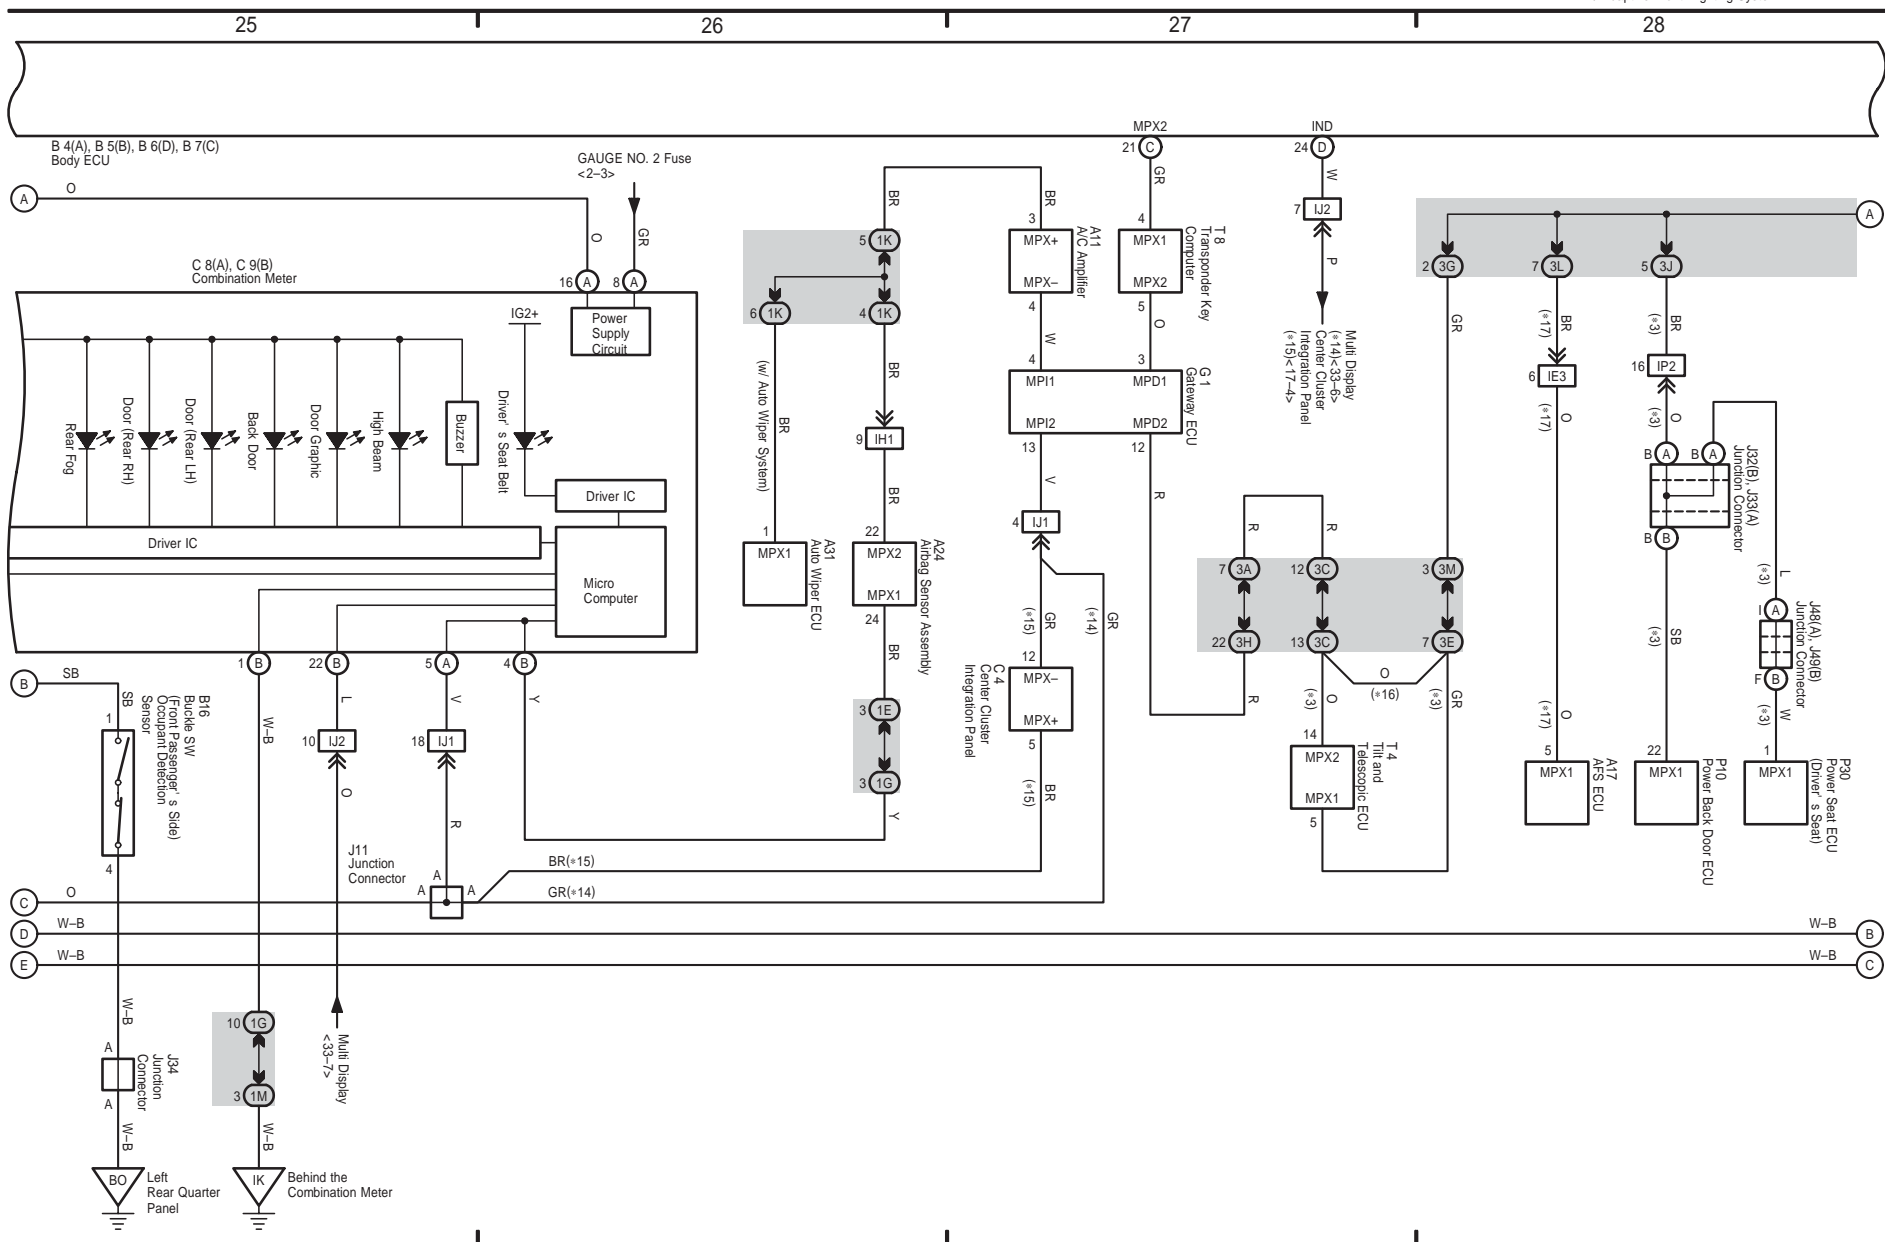 25
26
27
28
B 4(A), B 5(B), B 6(D), B 7(C)
Body ECU
MPX2
21 C
GR
IND
24 D
W
7 IJ2
P
Multi Display
(*14)<33–6>
Center Cluster
Integration Panel
(*15)<17–4>
A
O
O
GAUGE NO. 2 Fuse
<2–3>
GR
C 8(A), C 9(B)
Combination Meter
16 A
8 A
Power
Supply
Circuit
IG2+
Rear Fog
Door (Rear RH)
Door (Rear LH)
Back Door
Door Graphic
High Beam
Buzzer
Driver's Seat Belt
Driver IC
Driver IC
Micro
Computer
1 B
22 B
5 A
4 B
B
SB
SB
1
B16
Buckle SW
(Front Passenger's Side)
Occupant Detection
Sensor
4
W–B
L
10 IJ2
O
V
18 IJ1
R
Y
J11
Junction
Connector
A
A
A
C
O
D
W–B
E
W–B
W–B
A
J34
Junction
Connector
A
W–B
BO
Left
Rear Quarter
Panel
10 1G
3 1M
W–B
IK
Behind the
Combination Meter
Multi Display
<33–7>
BR
5 1K
6 1K
4 1K
(w/ Auto Wiper System)
BR
1
MPX1
A31
Auto Wiper ECU
BR
9 IH1
BR
22
MPX2
MPX1
24
A24
Airbag Sensor Assembly
BR
3 1E
3 1G
Y
BR(*15)
GR(*14)
BR
3
MPX+
MPX–
4
A11
A/C Amplifier
W
4
MPI1
MPI2
13
V
4 IJ1
GR
(*15)
GR
(*14)
12
MPX–
MPX+
5
C 4
Center Cluster
Integration Panel
BR
(*15)
4
MPX1
MPX2
5
T 8
Transponder Key
Computer
O
3
MPD1
MPD2
12
G 1
Gateway ECU
R
R
R
7 3A
12 3C
3 3M
22 3H
13 3C
7 3E
R
O
(*16)
O
(*3)
GR
(*3)
14
MPX2
MPX1
5
T 4
Tilt and
Telescopic ECU
A
2 3G
7 3L
5 3J
GR
BR
(*17)
6 IE3
O
(*17)
O
(*17)
5
MPX1
A17
AFS ECU
BR
(*3)
16 IP2
O
(*3)
B A
B A
J32(B), J33(A)
Junction Connector
B B
SB
(*3)
22
MPX1
P10
Power Back Door ECU
L
(*3)
I A
J48(A), J49(B)
Junction Connector
F B
W
(*3)
1
MPX1
P30
Power Seat ECU
(Driver's Seat)
W–B
B
W–B
C